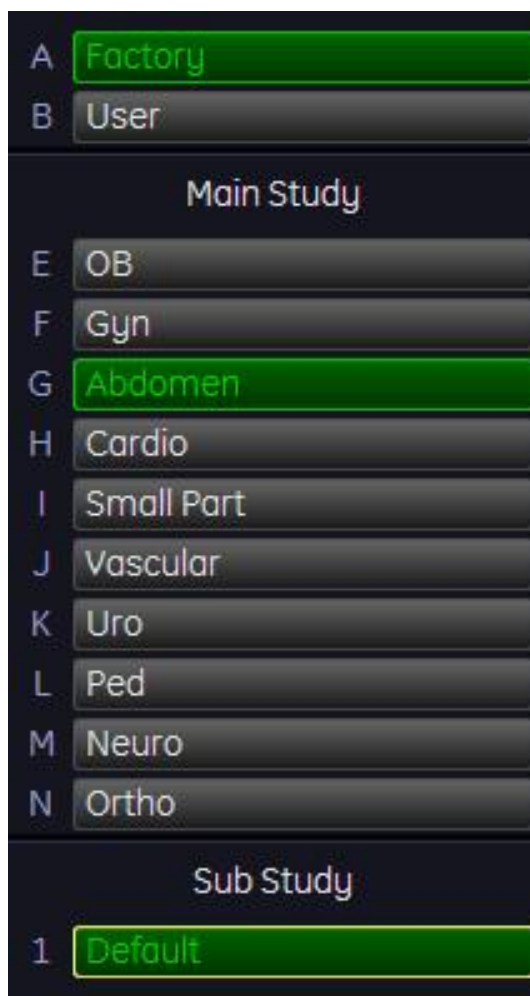 A Factory
B User
Main Study
E OB
F Gyn
G Abdomen
H Cardio
I Small Part
J Vascular
K Uro
L Ped
M Neuro
N Ortho
Sub Study
1 Default